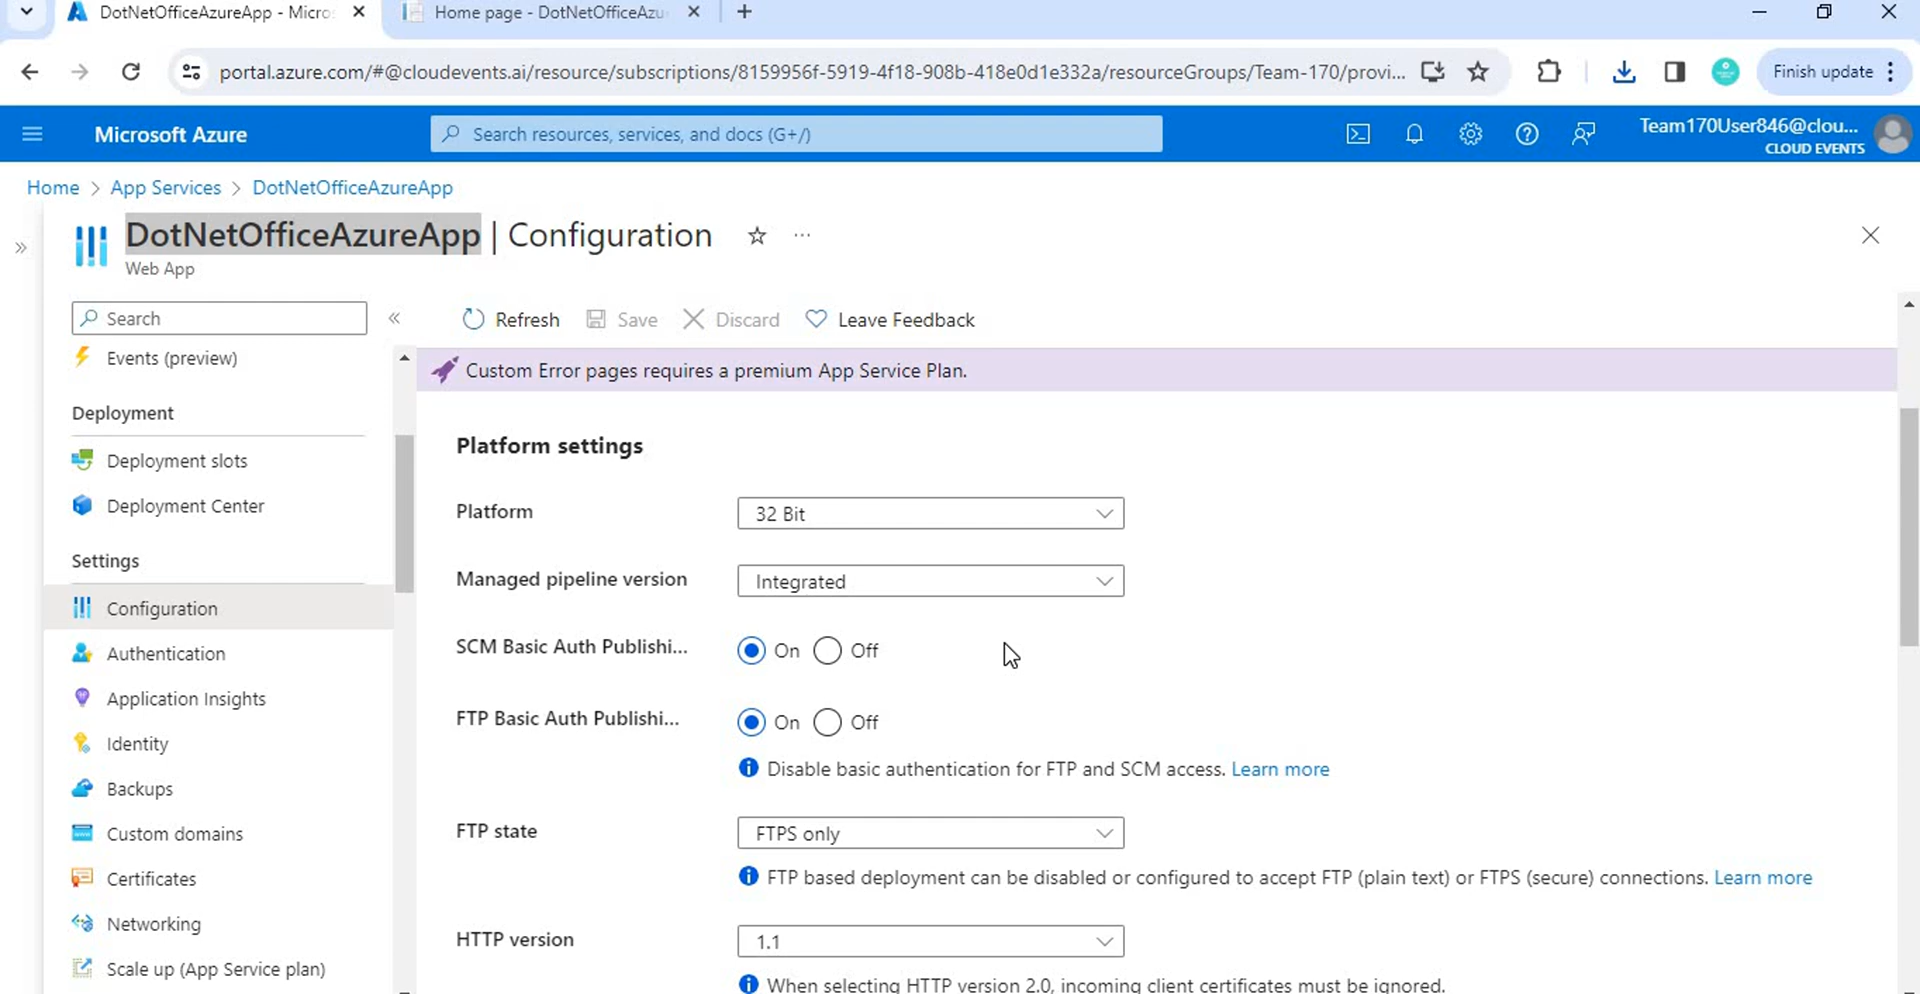 DotNetOfficeAzureApp - Micro
Home page - DotNetOfficeAzu
portal.azure.com/#@cloudevents.ai/resource/subscriptions/8159956f-5919-4f18-908b-418e0d1e332a/resourceGroups/Team-170/provi...
Finish update
Microsoft Azure
Search resources, services, and docs (G+/)
Team170User846@clou...
CLOUD EVENTS
Home > App Services > DotNetOfficeAzureApp
DotNetOfficeAzureApp | Configuration
Web App
Search
Refresh Save Discard Leave Feedback
Events (preview)
Deployment
Deployment slots
Deployment Center
Settings
Configuration
Authentication
Application Insights
Identity
Backups
Custom domains
Certificates
Networking
Scale up (App Service plan)
Custom Error pages requires a premium App Service Plan.
Platform settings
Platform 32 Bit
Managed pipeline version Integrated
SCM Basic Auth Publishi... On Off
FTP Basic Auth Publishi... On Off
Disable basic authentication for FTP and SCM access. Learn more
FTP state FTPS only
FTP based deployment can be disabled or configured to accept FTP (plain text) or FTPS (secure) connections. Learn more
HTTP version 1.1
When selecting HTTP version 2.0, incoming client certificates must be ignored.